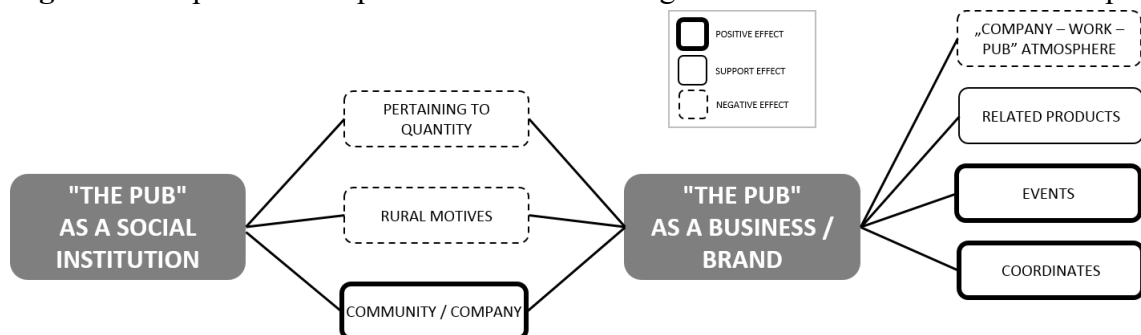 POSITIVE EFFECT
SUPPORT EFFECT
NEGATIVE EFFECT
"THE PUB"
AS A SOCIAL
INSTITUTION
PERTAINING TO
QUANTITY
RURAL MOTIVES
COMMUNITY / COMPANY
"THE PUB"
AS A BUSINESS /
BRAND
„COMPANY – WORK –
PUB” ATMOSPHERE
RELATED PRODUCTS
EVENTS
COORDINATES